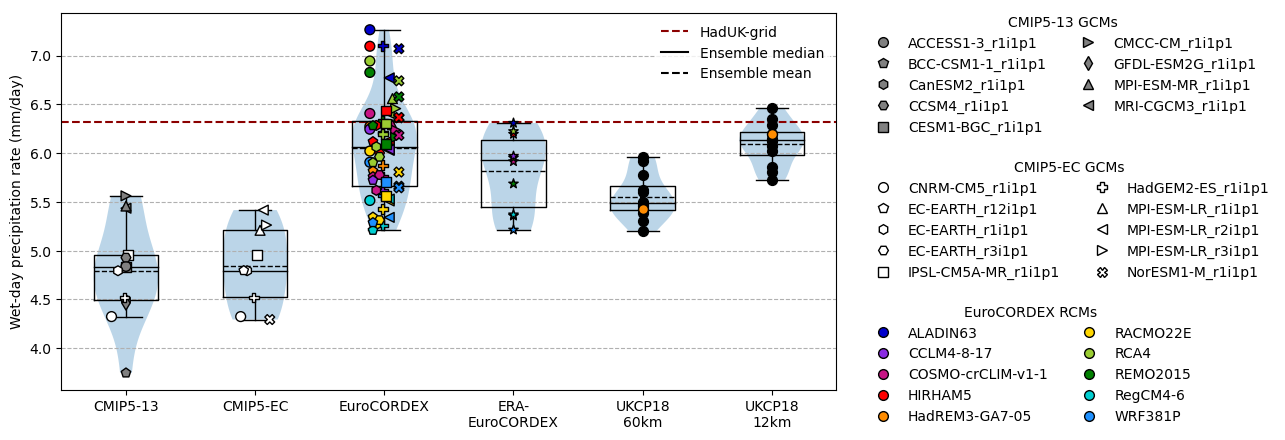 Wet-day precipitation rate (mm/day)
7.0
6.5
6.0
5.5
5.0
4.5
4.0
HadUK-grid
Ensemble median
Ensemble mean
CMIP5-13
CMIP5-EC
EuroCORDEX
ERA-
EuroCORDEX
UKCP18
60km
UKCP18
12km
CMIP5-13 GCMs
ACCESS1-3_r1i1p1
BCC-CSM1-1_r1i1p1
CanESM2_r1i1p1
CCSM4_r1i1p1
CESM1-BGC_r1i1p1
CMCC-CM_r1i1p1
GFDL-ESM2G_r1i1p1
MPI-ESM-MR_r1i1p1
MRI-CGCM3_r1i1p1
CMIP5-EC GCMs
CNRM-CM5_r1i1p1
EC-EARTH_r12i1p1
EC-EARTH_r1i1p1
EC-EARTH_r3i1p1
IPSL-CM5A-MR_r1i1p1
HadGEM2-ES_r1i1p1
MPI-ESM-LR_r1i1p1
MPI-ESM-LR_r2i1p1
MPI-ESM-LR_r3i1p1
NorESM1-M_r1i1p1
EuroCORDEX RCMs
ALADIN63
CCLM4-8-17
COSMO-crCLIM-v1-1
HIRHAM5
HadREM3-GA7-05
RACMO22E
RCA4
REMO2015
RegCM4-6
WRF381P